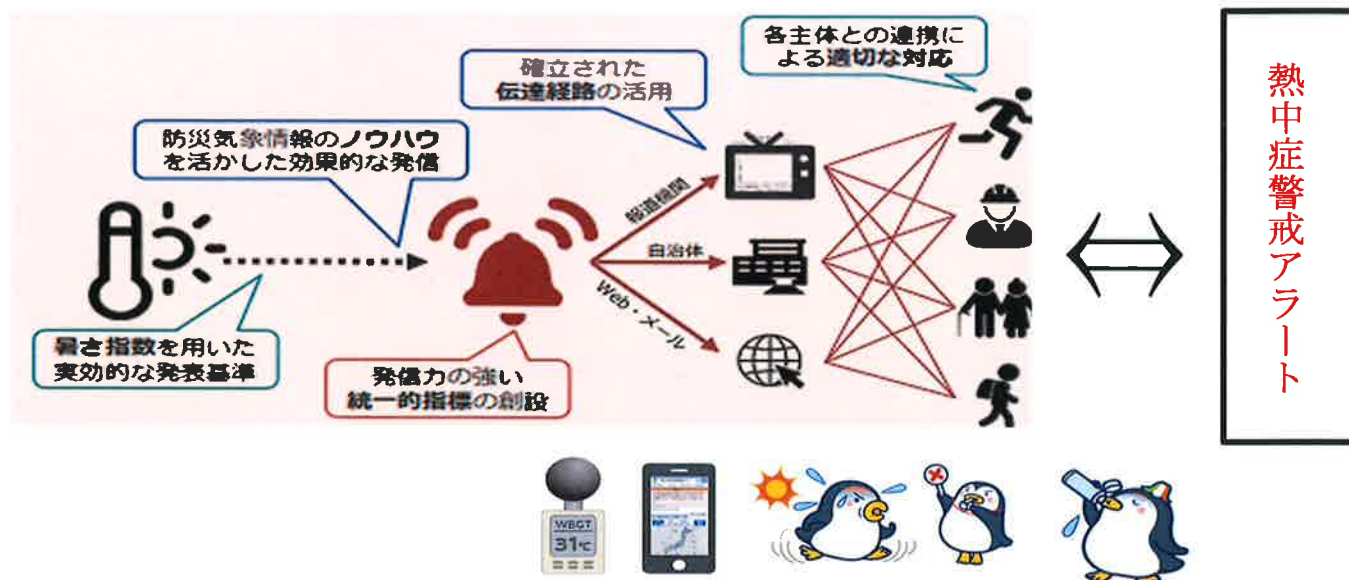 各主体との連携に
よる適切な対応
確立された
伝達経路の活用
防災気象情報のノウハウ
を活かした効果的な発信
報道機関
自治体
Web・メール
暑さ指数を用いた
実効的な発表基準
発信力の強い
統一的指標の創設
熱中症警戒アラート
WBGT
31℃